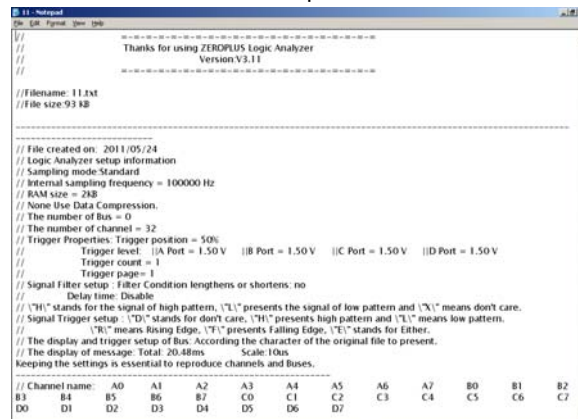 11 - Notepad
File Edit Format View Help
// =-=-=-=-=-=-=-=-=-=-=-=-=-=-=-=-=-=-=
// Thanks for using ZEROPLUS Logic Analyzer
// Version:V3.11
// =-=-=-=-=-=-=-=-=-=-=-=-=-=-=-=-=-=-=
//Filename: 11.txt
//File size:93 KB
// File created on: 2011/05/24
// Logic Analyzer setup information
// Sampling mode:Standard
// Internal sampling frequency = 100000 Hz
// RAM size = 2KB
// None Use Data Compression.
// The number of Bus = 0
// The number of channel = 32
// Trigger Properties: Trigger position = 50%
// Trigger level: ||A Port = 1.50 V ||B Port = 1.50 V ||C Port = 1.50 V ||D Port = 1.50 V
// Trigger count = 1
// Trigger page= 1
// Signal Filter setup : Filter Condition lengthens or shortens: no
// Delay time: Disable
// \"H\" stands for the signal of high pattern, \"L\" presents the signal of low pattern and \"X\" means don't care.
// Signal Trigger setup : \"D\" stands for don't care, \"H\" presents high pattern and \"L\" means low pattern.
// \"R\" means Rising Edge, \"F\" presents Falling Edge, \"E\" stands for Either.
// The display and trigger setup of Bus: According the character of the original file to present.
// The display of message: Total: 20.48ms Scale:10us
Keeping the settings is essential to reproduce channels and Buses.
// Channel name: A0 A1 A2 A3 A4 A5 A6 A7 B0 B1 B2
B3 B4 B5 B6 B7 C0 C1 C2 C3 C4 C5 C6 C7
D0 D1 D2 D3 D4 D5 D6 D7